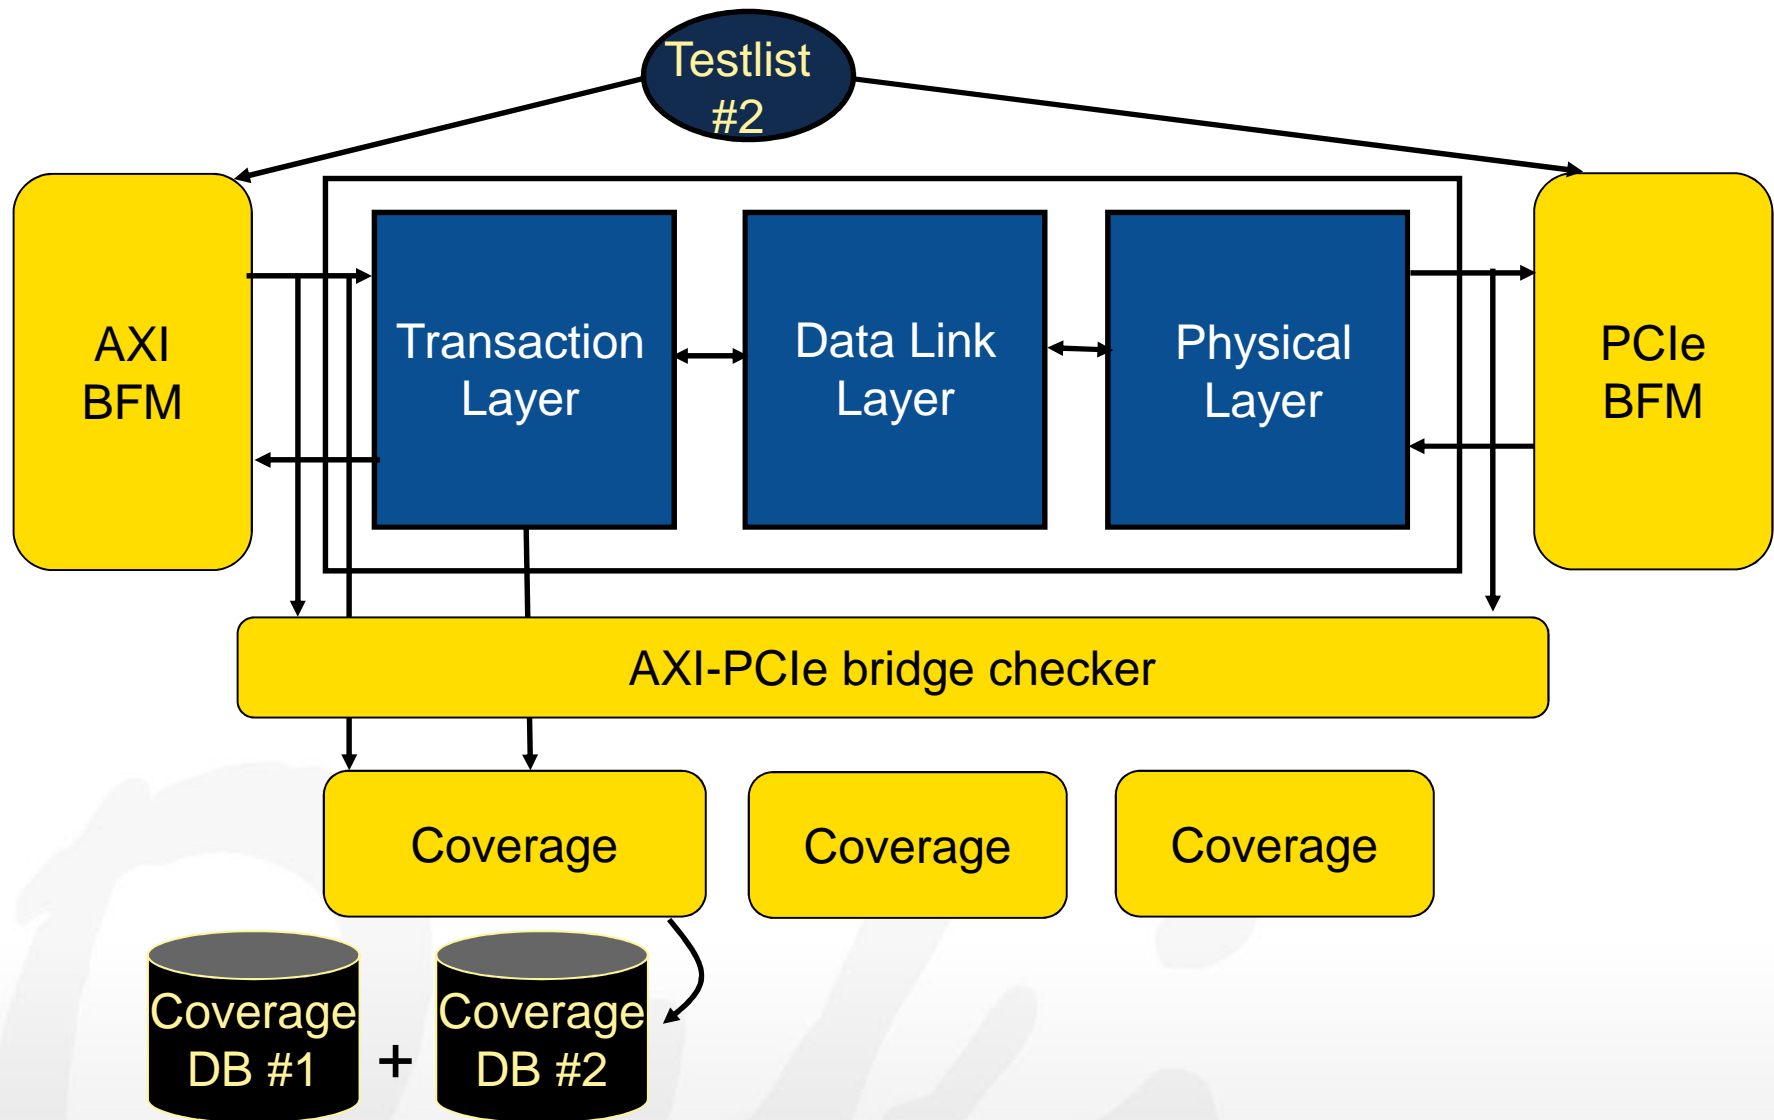 Testlist
#2
AXI
BFM
Transaction
Layer
Data Link
Layer
Physical
Layer
PCIe
BFM
AXI-PCIe bridge checker
Coverage
Coverage
Coverage
Coverage
DB #1
+
Coverage
DB #2